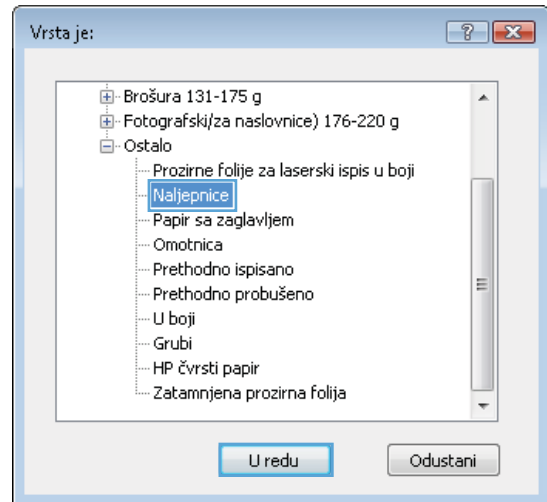 Vrsta je:
Brošura 131-175 g
Fotografski/za naslovnice) 176-220 g
Ostalo
Prozirne folije za laserski ispis u boji
Naljepnice
Papir sa zaglavljem
Omotnica
Prethodno ispisano
Prethodno probušeno
U boji
Grubi
HP čvrsti papir
Zatamnjena prozirna folija
U redu Odustani